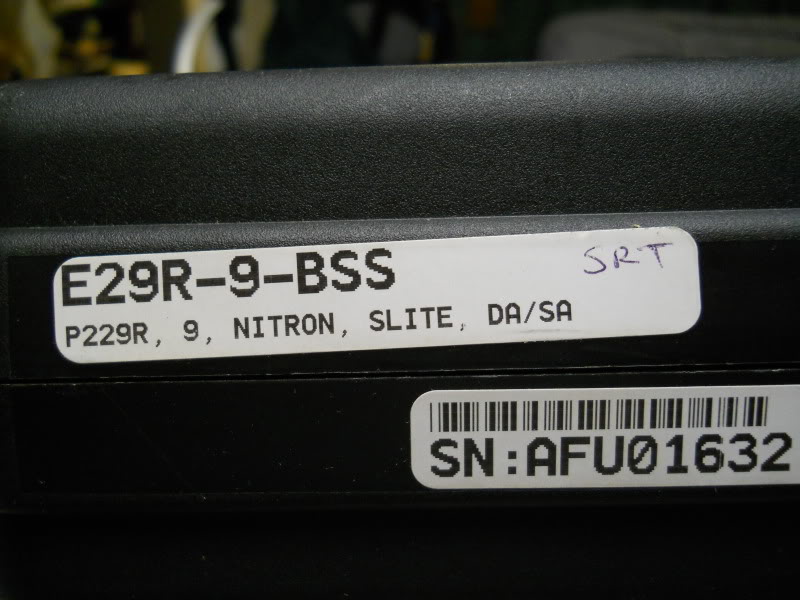 E29R-9-BSS
SRT
P229R, 9, NITRON, SLITE, DA/SA
SN:AFU01632